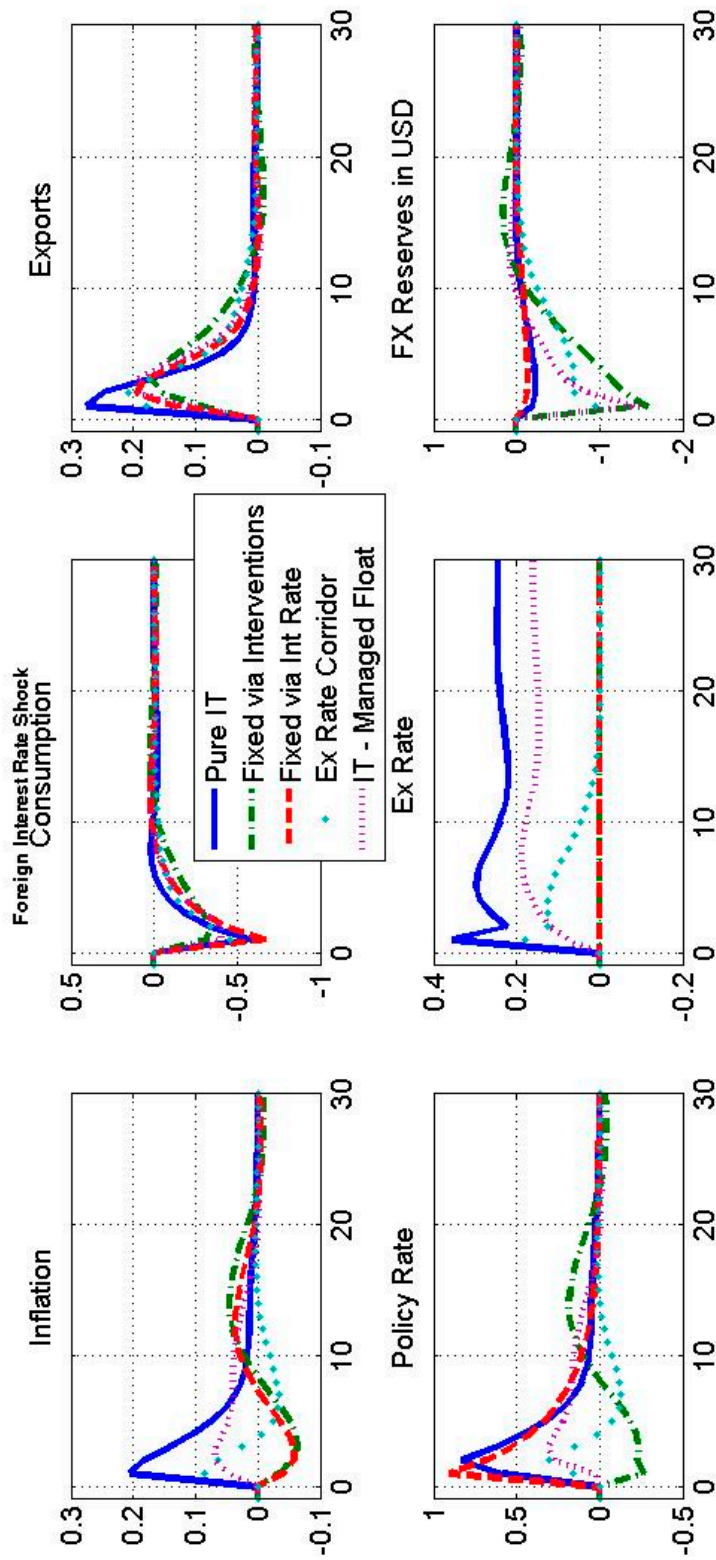 Foreign Interest Rate Shock
Inflation
0.3
0.2
0.1
0
-0.1
0 10 20 30
Consumption
0.5
0
-0.5
-1
0 10 20 30
Exports
0.3
0.2
0.1
0
-0.1
0 10 20 30
Pure IT
Fixed via Interventions
Fixed via Int Rate
Ex Rate Corridor
IT - Managed Float
Policy Rate
1
0.5
0
-0.5
0 10 20 30
Ex Rate
0.4
0.2
0
-0.2
0 10 20 30
FX Reserves in USD
1
0
-1
-2
0 10 20 30